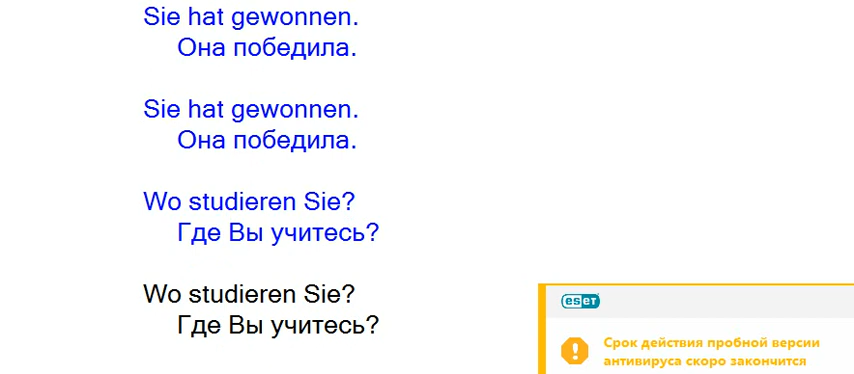 Sie hat gewonnen.
Она победила.
Sie hat gewonnen.
Она победила.
Wo studieren Sie?
Где Вы учитесь?
Wo studieren Sie?
Где Вы учитесь?
eseT
Срок действия пробной версии
антивируса скоро закончится